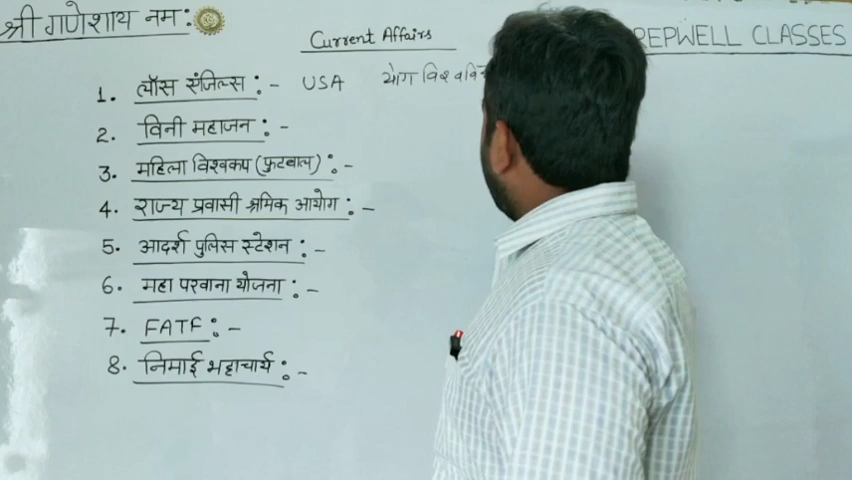 श्री गणेशाय नमः
Current Affairs
REPWELL CLASSES
1. लॉस एंजिल्स :- USA योग
2. विनी महाजन :-
3. महिला विश्वकप (फुटबाल) :-
4. राज्य प्रवासी श्रमिक आयोग :-
5. आदर्श पुलिस स्टेशन :-
6. महा परवाना योजना :-
7. FATF :-
8. निमाई भट्टाचार्य :-